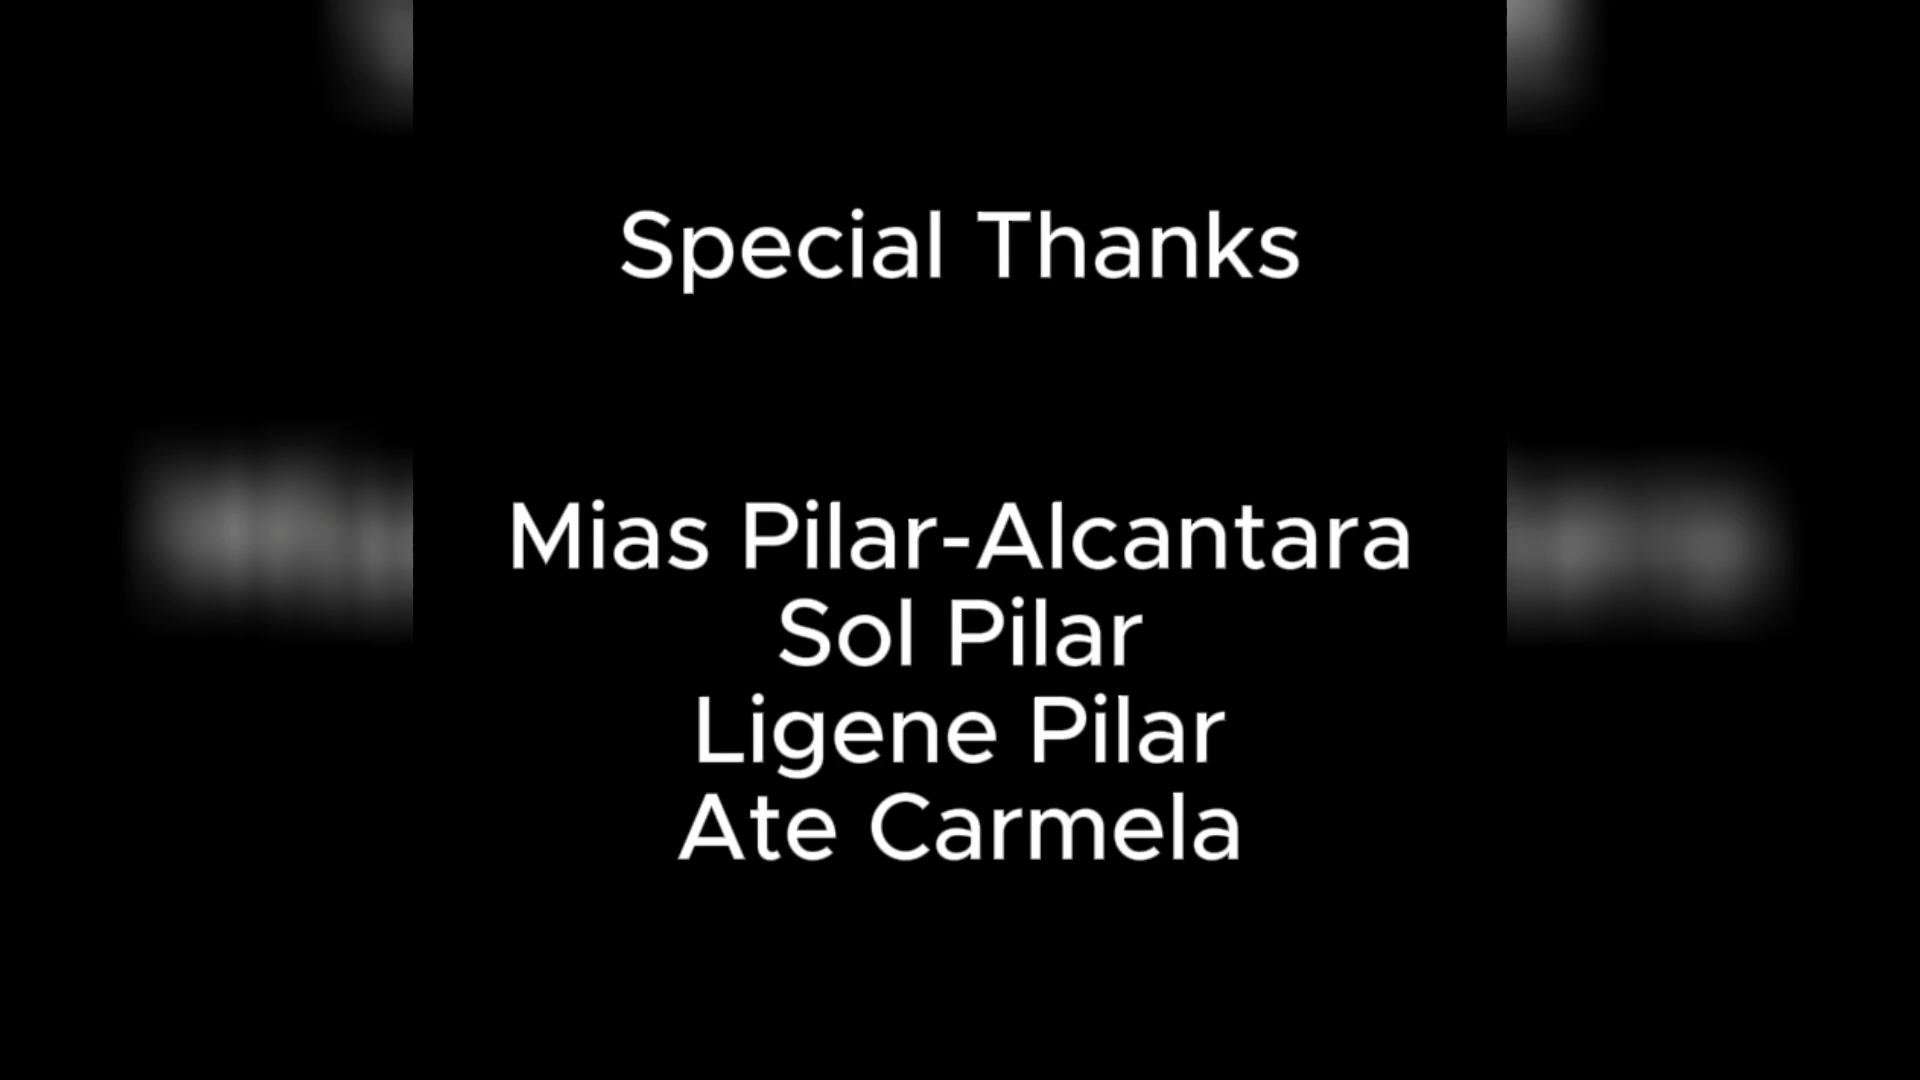 Special Thanks
Mias Pilar-Alcantara
Sol Pilar
Ligene Pilar
Ate Carmela